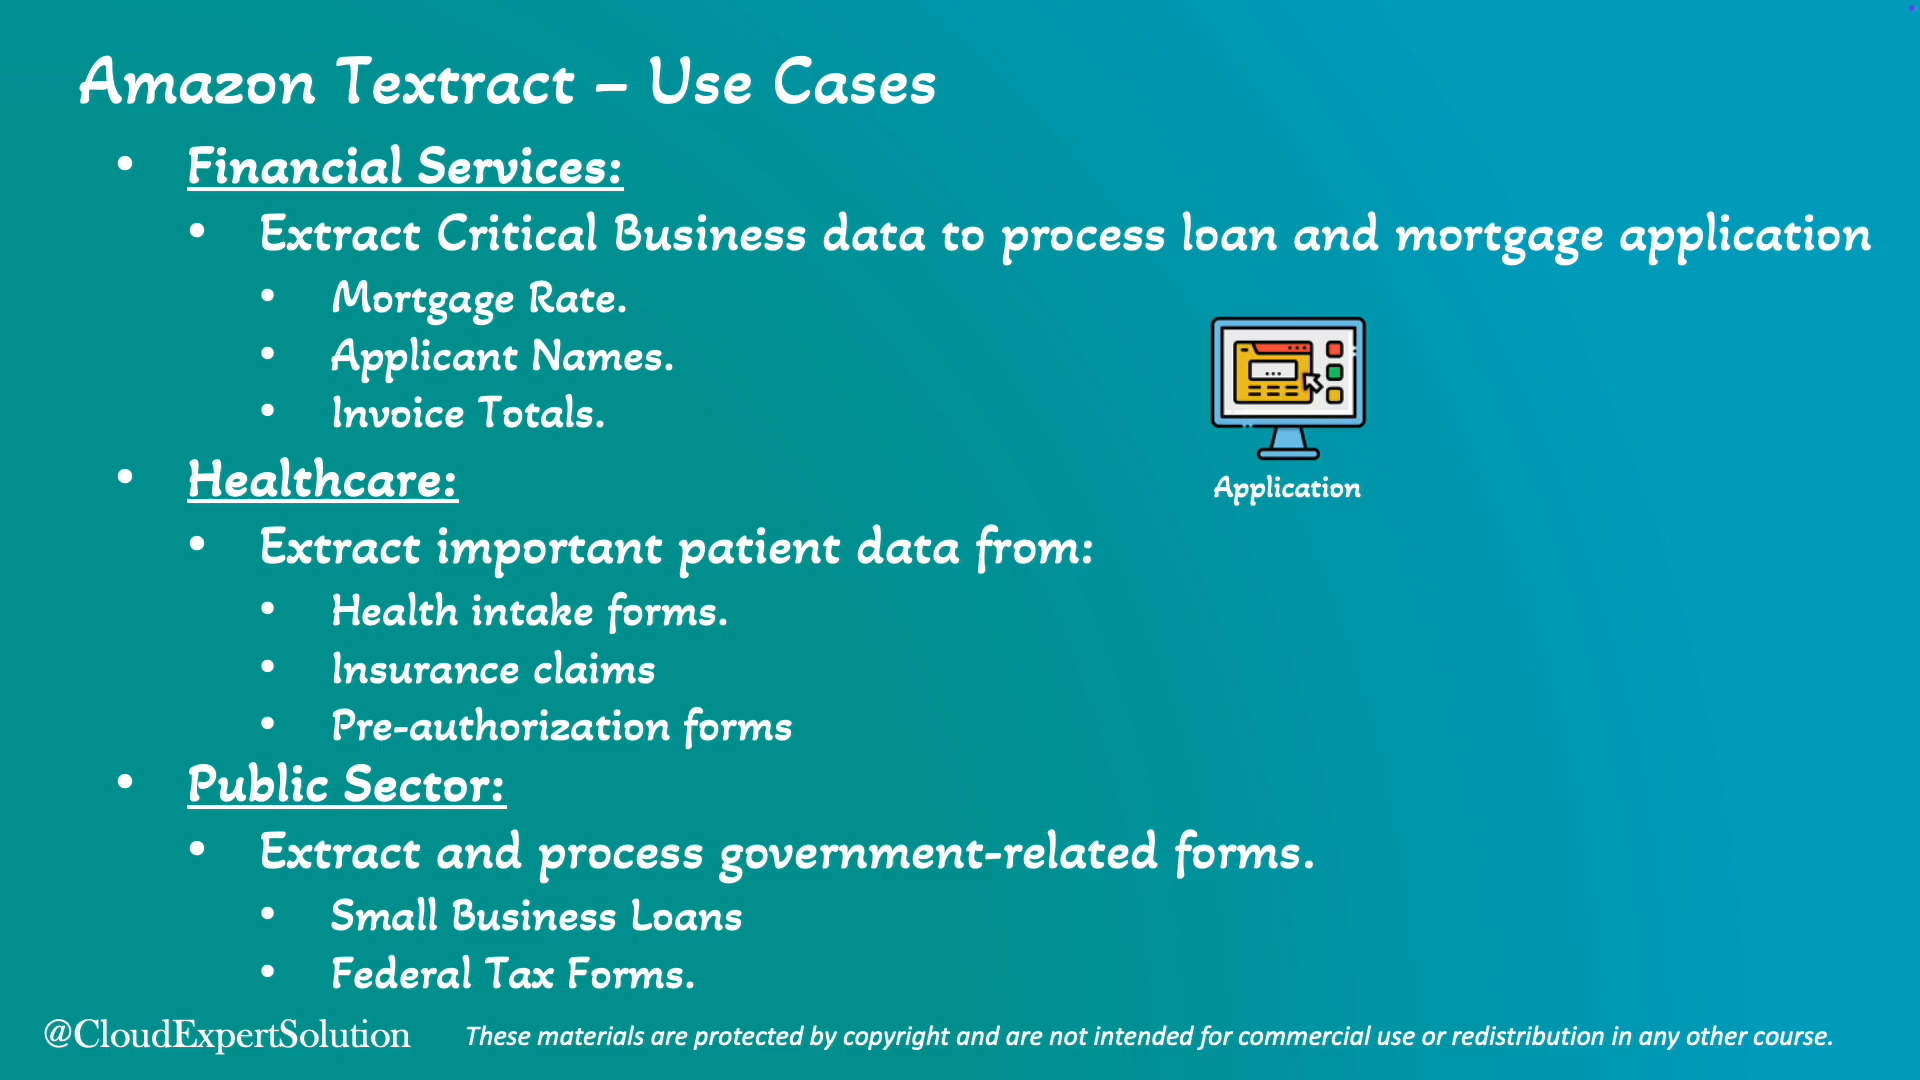 Amazon Textract – Use Cases
• Financial Services:
• Extract Critical Business data to process loan and mortgage application
• Mortgage Rate.
• Applicant Names.
• Invoice Totals.
Application
• Healthcare:
• Extract important patient data from:
• Health intake forms.
• Insurance claims
• Pre-authorization forms
• Public Sector:
• Extract and process government-related forms.
• Small Business Loans
• Federal Tax Forms.
@CloudExpertSolution
These materials are protected by copyright and are not intended for commercial use or redistribution in any other course.